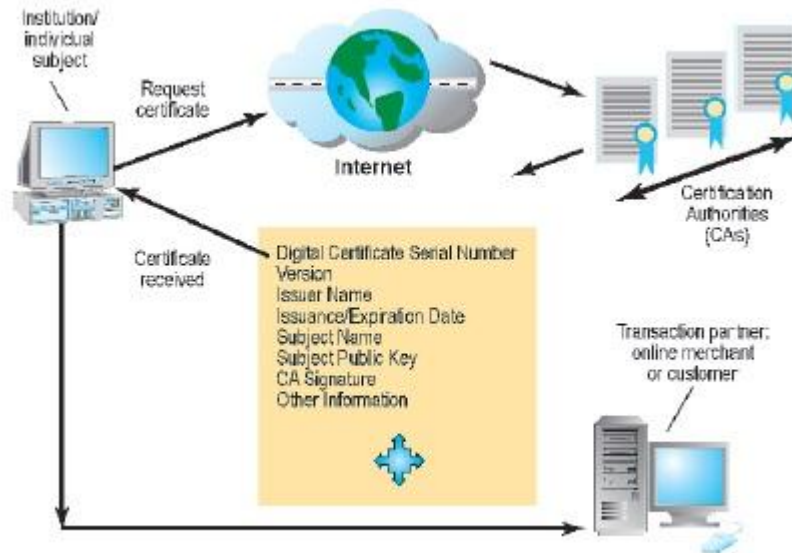 Institution/
individual
subject
Request
certificate
Internet
Certification
Authorities
(CAs)
Certificate
received
Digital Certificate Serial Number
Version
Issuer Name
Issuance/Expiration Date
Subject Name
Subject Public Key
CA Signature
Other Information
Transaction partner:
online merchant
or customer